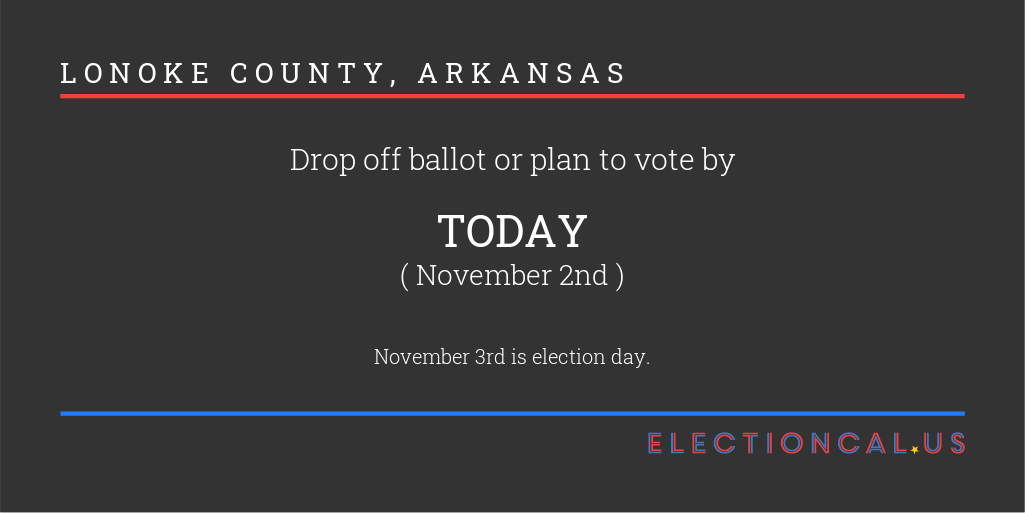 LONOKE COUNTY, ARKANSAS
Drop off ballot or plan to vote by
TODAY
( November 2nd )
November 3rd is election day.
ELECTIONCAL.US